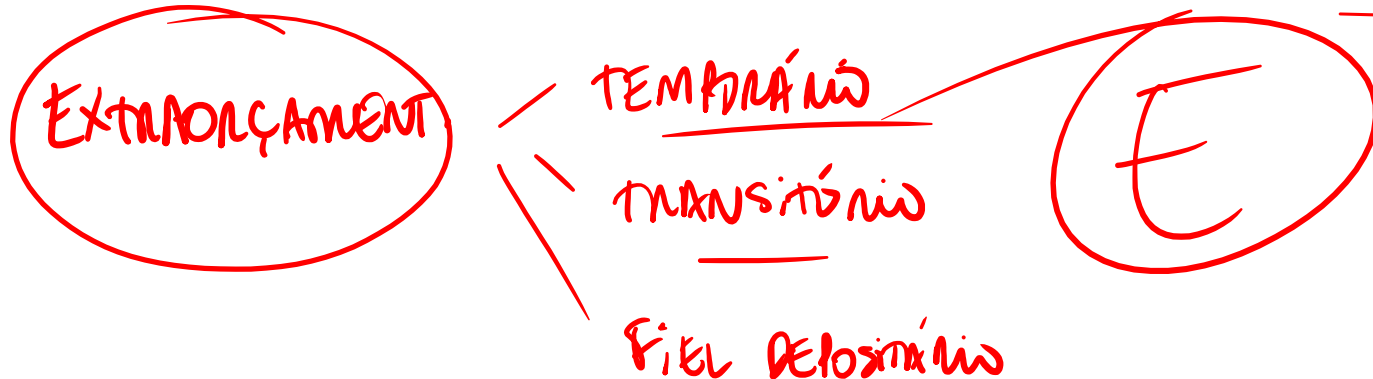 EXTRAORÇAMENT.
TEMPORÁRIO
TRANSITÓRIO
E
FIEL DEPOSITÁRIO